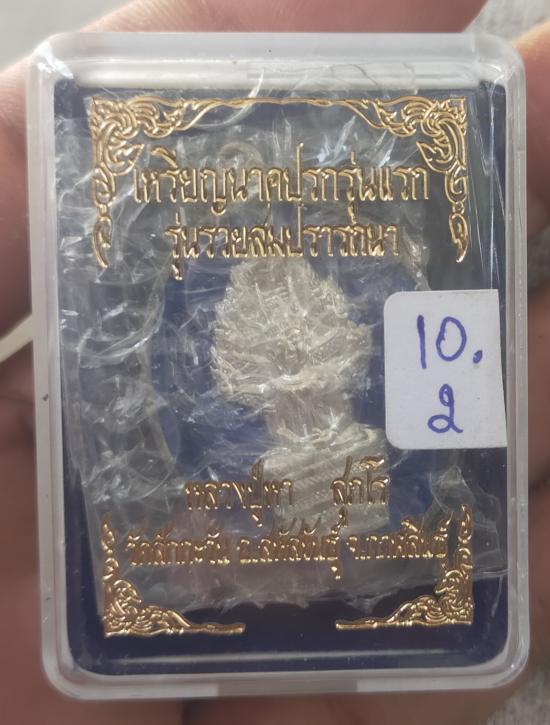 เหรียญนาคปรกรุ่นแรก
รุ่นรวยสมปรารถนา
10.
2
หลวงปู่หา สุภโร
วัดสักกะวัน อ.สหัสขันธ์ จ.กาฬสินธุ์